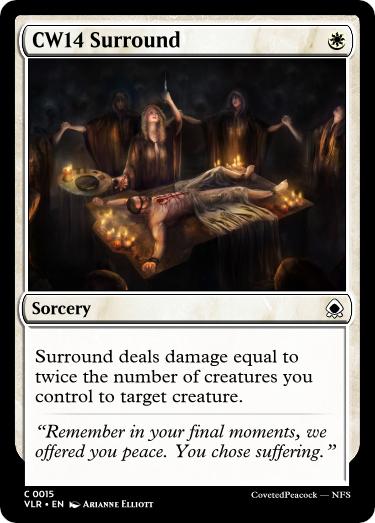 CW14 Surround
Sorcery
Surround deals damage equal to
twice the number of creatures you
control to target creature.
“Remember in your final moments, we
offered you peace. You chose suffering.”
C 0015
VLR • EN Arianne Elliott
CovetedPeacock — NFS